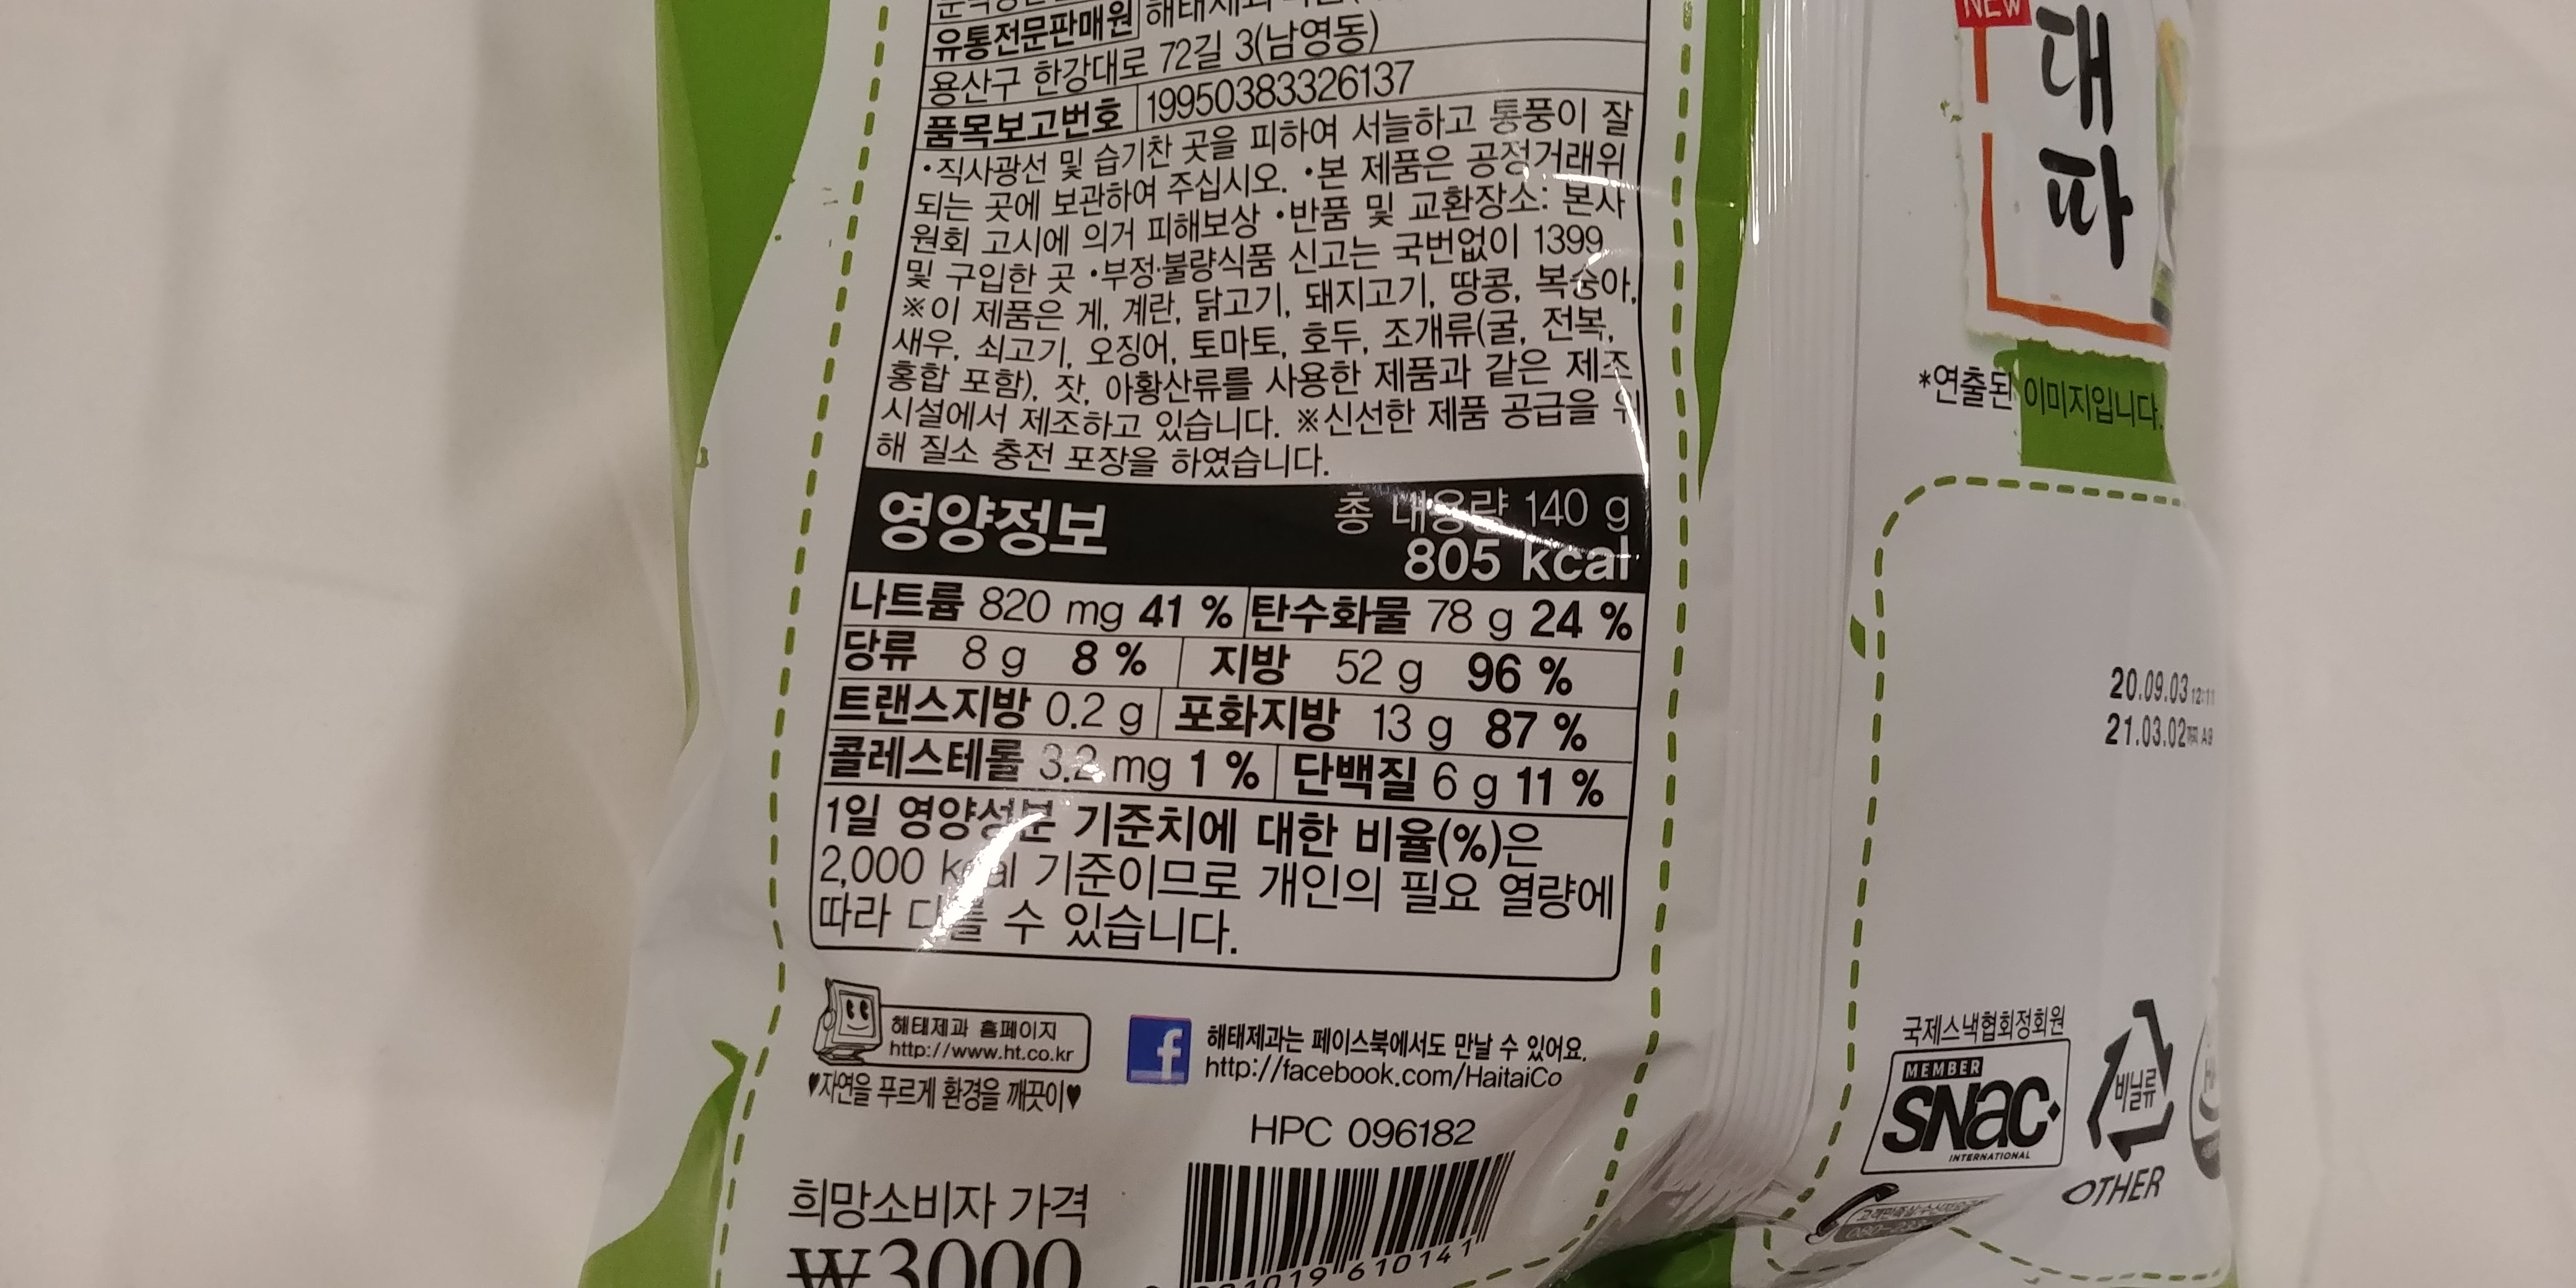 유통전문판매원
용산구 한강대로 72길 3(남영동)
품목보고번호 19950383326137
•직사광선 및 습기찬 곳을 피하여 서늘하고 통풍이 잘
되는 곳에 보관하여 주십시오. •본 제품은 공정거래위
원회 고시에 의거 피해보상 •반품 및 교환장소: 본사
및 구입한 곳 •부정·불량식품 신고는 국번없이 1399
※이 제품은 게, 계란, 닭고기, 돼지고기, 땅콩, 복숭아,
새우, 쇠고기, 오징어, 토마토, 호두, 조개류(굴, 전복,
홍합 포함), 잣, 아황산류를 사용한 제품과 같은 제조
시설에서 제조하고 있습니다. ※신선한 제품 공급을 위
해 질소 충전 포장을 하였습니다.
영양정보
총 내용량 140 g
805 kcal
나트륨 820 mg 41 % 탄수화물 78 g 24 %
당류 8 g 8 % 지방 52 g 96 %
트랜스지방 0.2 g 포화지방 13 g 87 %
콜레스테롤 3.2 mg 1 % 단백질 6 g 11 %
1일 영양성분 기준치에 대한 비율(%)은
2,000 kcal 기준이므로 개인의 필요 열량에
따라 다를 수 있습니다.
해태제과 홈페이지
http://www.ht.co.kr
♥자연을 푸르게 환경을 깨끗이♥
f
해태제과는 페이스북에서도 만날 수 있어요.
http://facebook.com/HaitaiCo
HPC 096182
희망소비자 가격
₩3000
1019 610141
NEW
대파
*연출된 이미지입니다.
20.09.03 12:11
21.03.02까지 A9
국제스낵협회정회원
MEMBER
SNAC
INTERNATIONAL
비닐류
OTHER